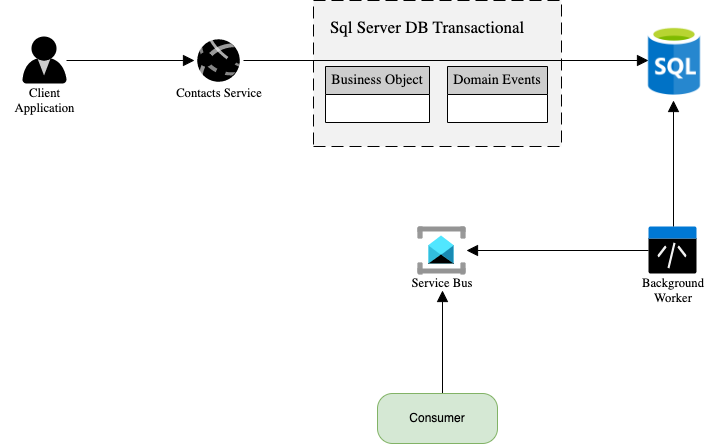 Sql Server DB Transactional
Business Object
Domain Events
SQL
Client
Application
Contacts Service
Service Bus
Background
Worker
Consumer